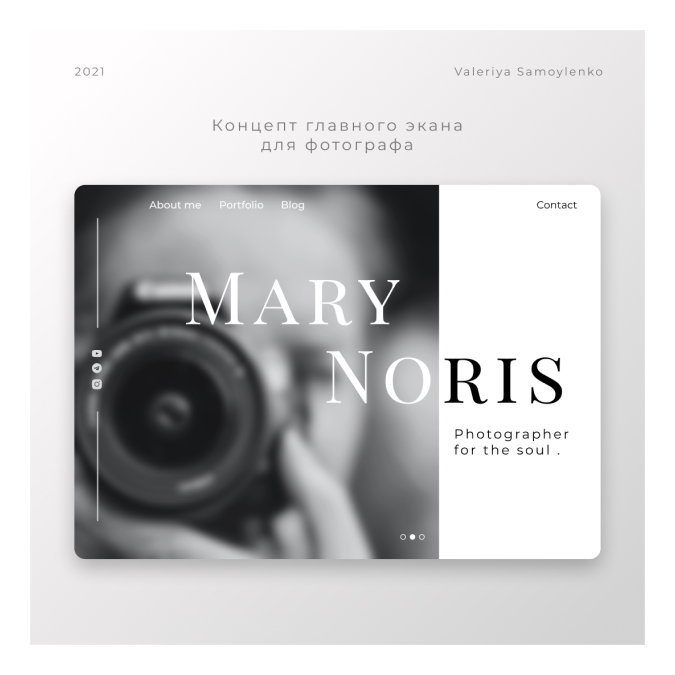 2021
Valeriya Samoylenko
Концепт главного экана
для фотографа
About me
Portfolio
Blog
Contact
MARY
NORIS
Photographer
for the soul .